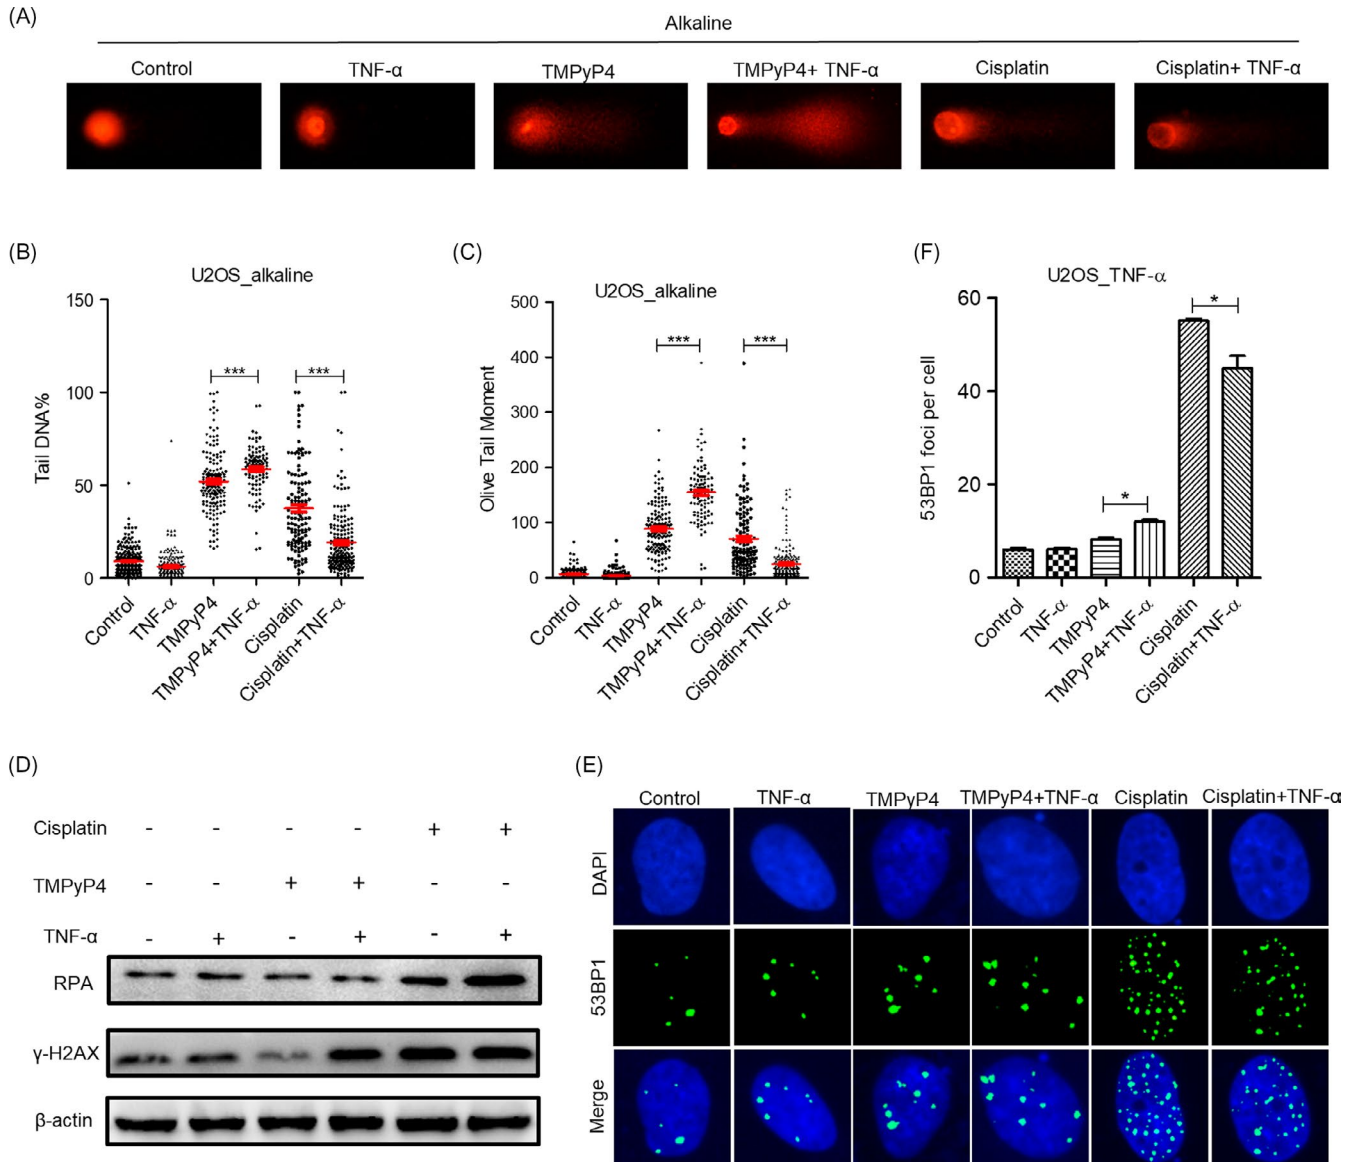 (A)
Alkaline
Control TNF-α TMPyP4 TMPyP4+ TNF-α Cisplatin Cisplatin+ TNF-α
(B)
U2OS_alkaline
Tail DNA%
150
100
50
0
*** ***
Control TNF-α TMPyP4 TMPyP4+TNF-α Cisplatin Cisplatin+TNF-α
(C)
U2OS_alkaline
Olive Tail Moment
500
400
300
200
100
0
*** ***
Control TNF-α TMPyP4 TMPyP4+TNF-α Cisplatin Cisplatin+TNF-α
(F)
U2OS_TNF-α
53BP1 foci per cell
60
40
20
0
* *
Control TNF-α TMPyP4 TMPyP4+TNF-α Cisplatin Cisplatin+TNF-α
(D)
Cisplatin - - - - + +
TMPyP4 - - + + - -
TNF-α - + - + - +
RPA
γ-H2AX
β-actin
(E)
Control TNF-α TMPyP4 TMPyP4+TNF-α Cisplatin Cisplatin+TNF-α
DAPI
53BP1
Merge